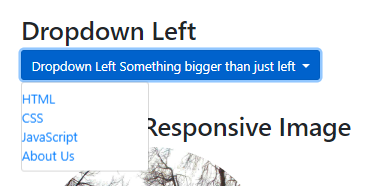 Dropdown Left
Dropdown Left Something bigger than just left
HTML
CSS
JavaScript
About Us
Responsive Image